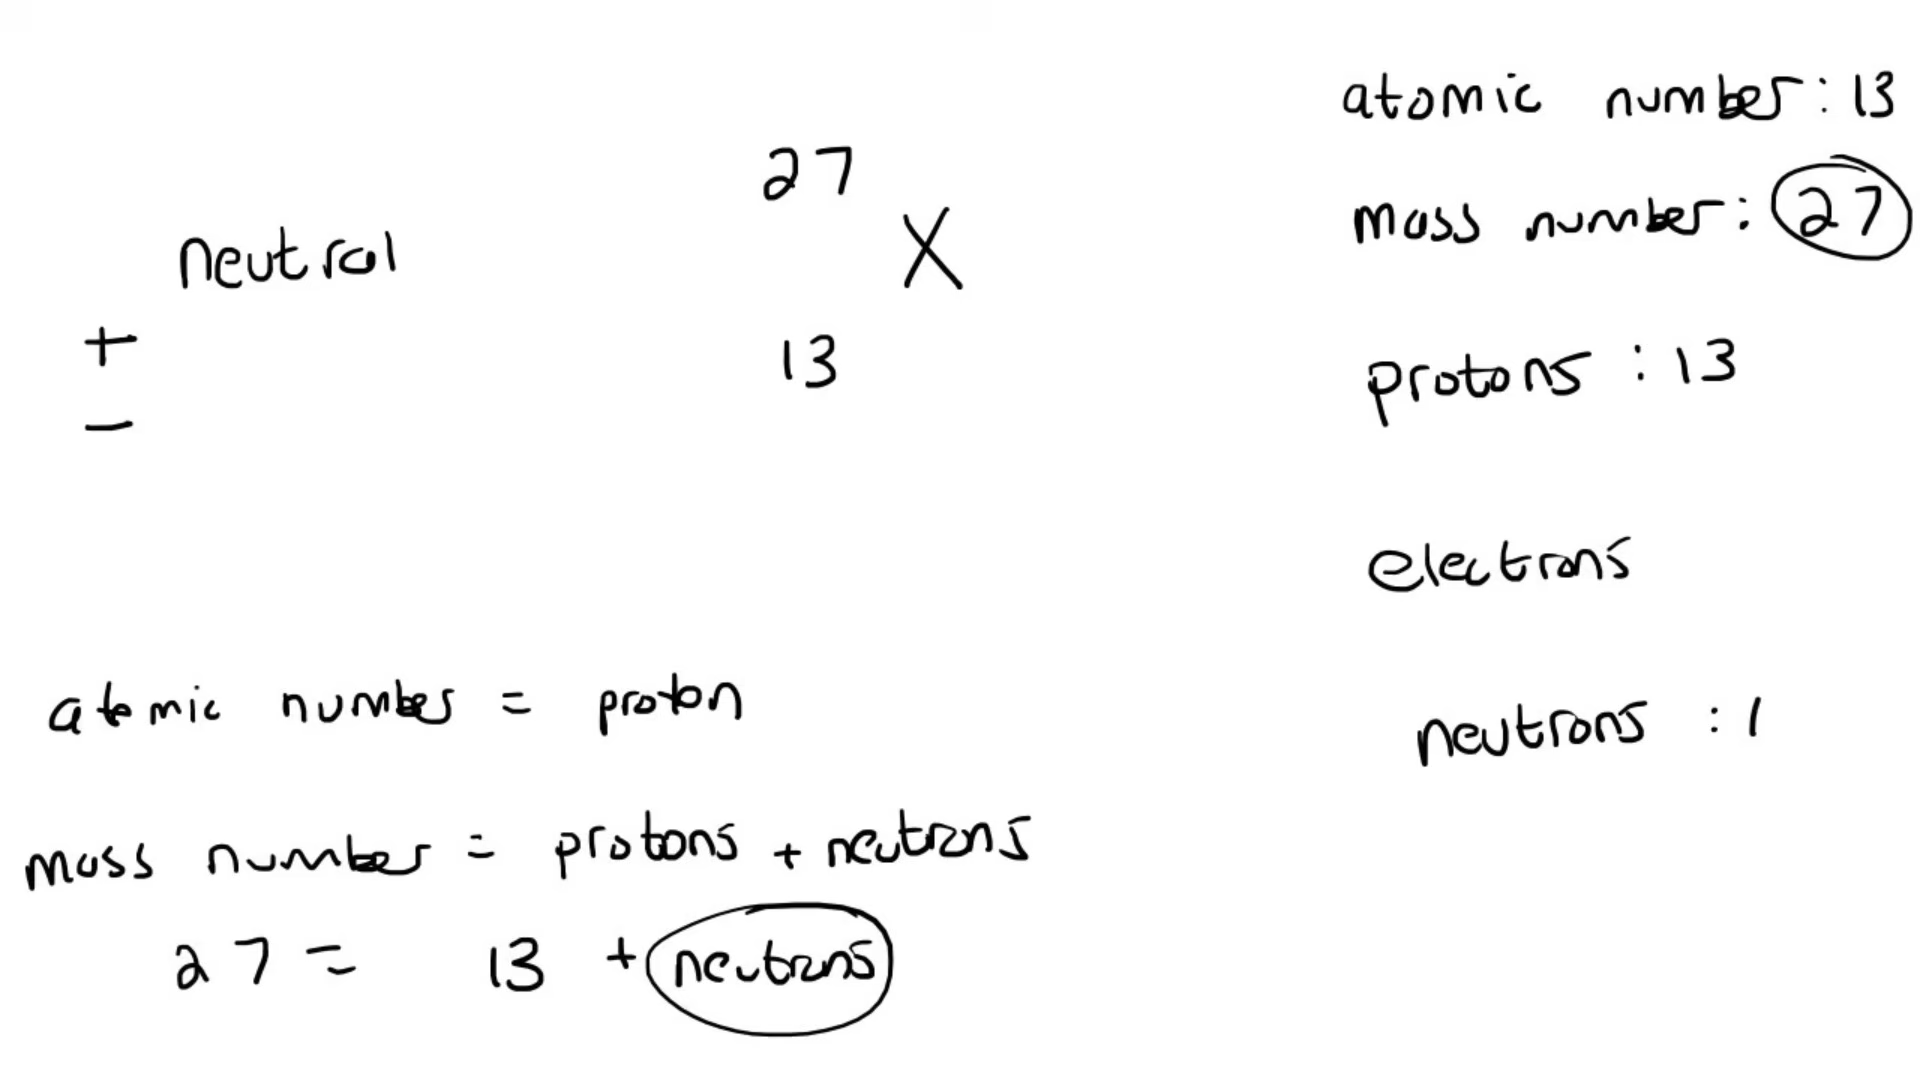 atomic number : 13
27
mass number : 27
neutral
X
+
13
protons : 13
-
electrons
atomic number = proton
neutrons : 1
mass number = protons + neutrons
27 = 13 + neutrons